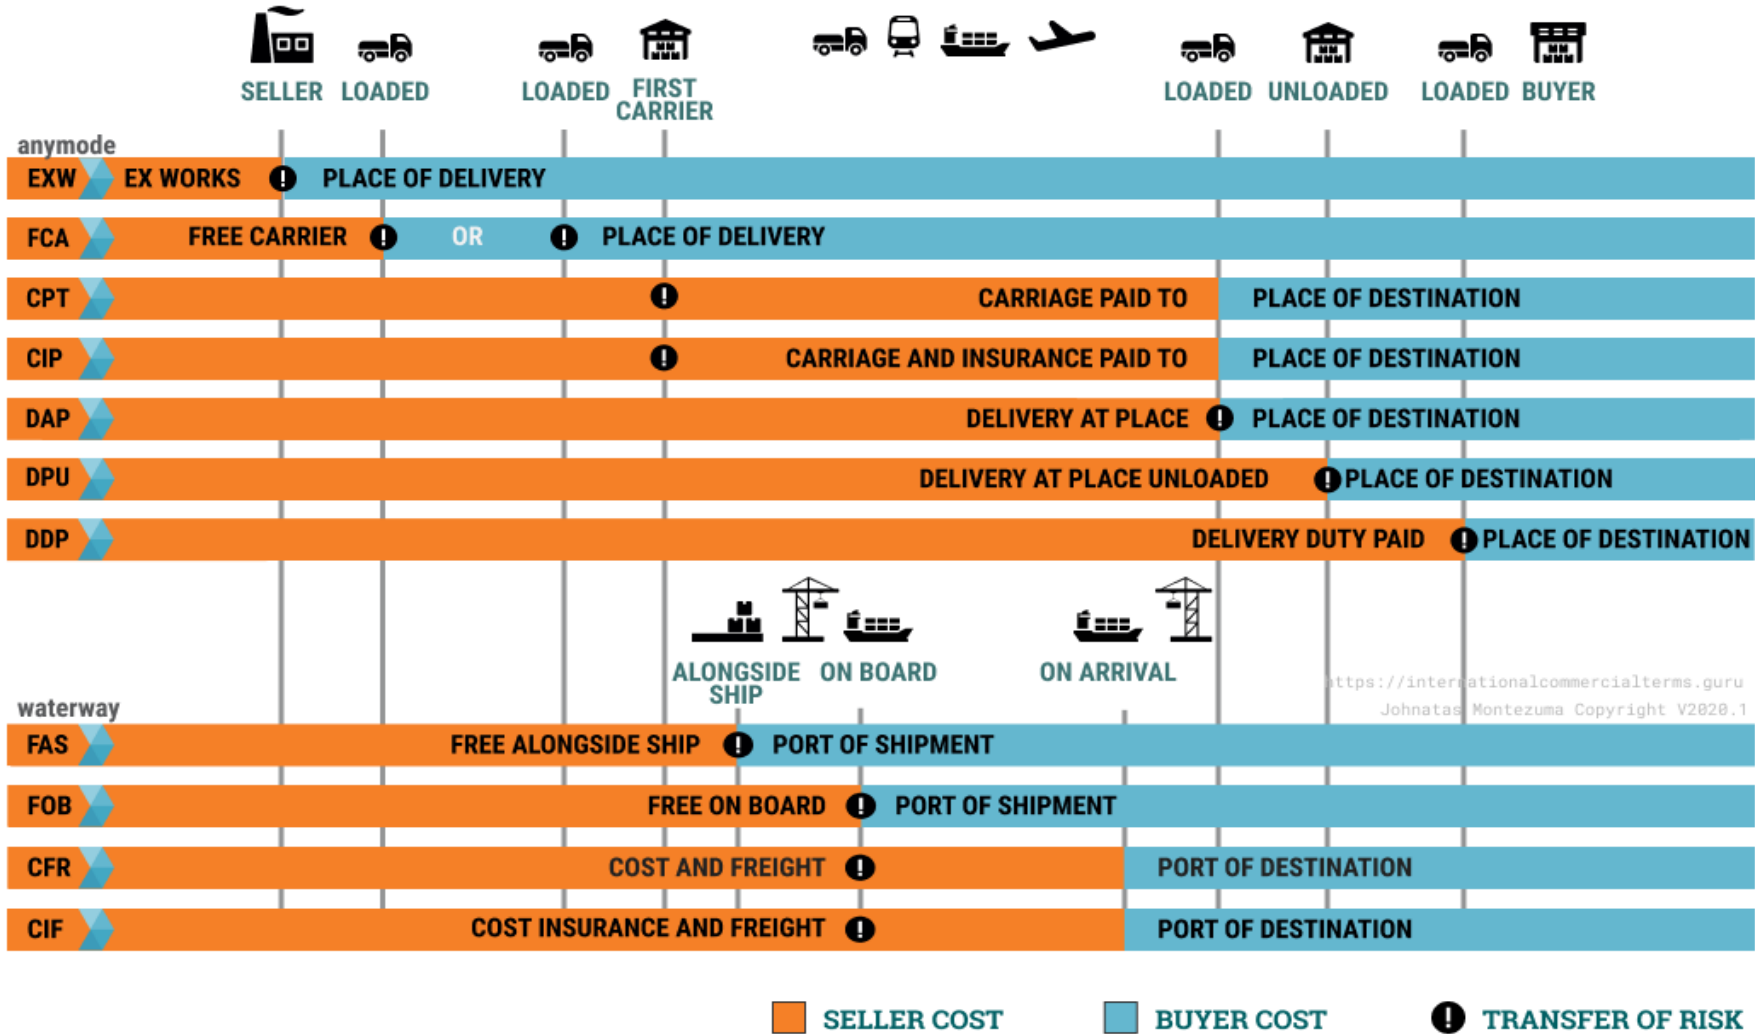 SELLER LOADED LOADED FIRST CARRIER LOADED UNLOADED LOADED BUYER
anymode
EXW EX WORKS ! PLACE OF DELIVERY
FCA FREE CARRIER ! OR ! PLACE OF DELIVERY
CPT ! CARRIAGE PAID TO PLACE OF DESTINATION
CIP ! CARRIAGE AND INSURANCE PAID TO PLACE OF DESTINATION
DAP DELIVERY AT PLACE ! PLACE OF DESTINATION
DPU DELIVERY AT PLACE UNLOADED ! PLACE OF DESTINATION
DDP DELIVERY DUTY PAID ! PLACE OF DESTINATION
ALONGSIDE SHIP ON BOARD ON ARRIVAL
https://internationalcommercialterms.guru
Johnatas Montezuma Copyright V2020.1
waterway
FAS FREE ALONGSIDE SHIP ! PORT OF SHIPMENT
FOB FREE ON BOARD ! PORT OF SHIPMENT
CFR COST AND FREIGHT ! PORT OF DESTINATION
CIF COST INSURANCE AND FREIGHT ! PORT OF DESTINATION
SELLER COST BUYER COST ! TRANSFER OF RISK